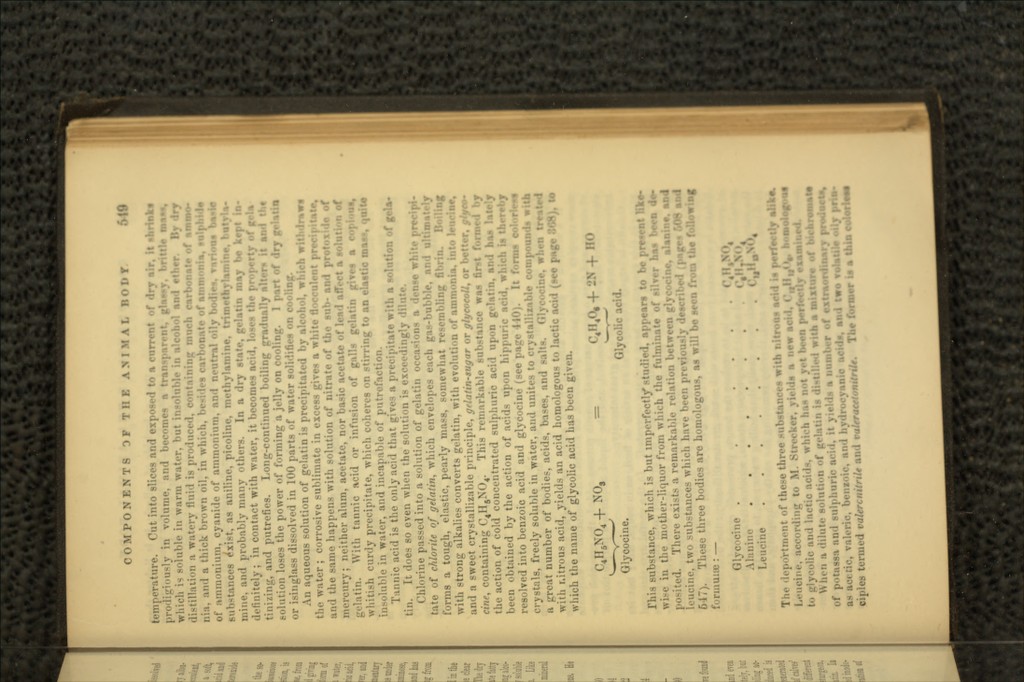 COMPONENTS OF THE ANIMAL BODY. 549
temperature. Cut into slices and exposed to a current of dry air, it shrinks
prodigiously in volume, and becomes a transparent, glassy, brittle mass,
which is soluble in warm water, but insoluble in alcohol and ether. By dry
distillation a watery fluid is produced, containing much carbonate of ammo-
nia, and a thick brown oil, in which, besides carbonate of ammonia, sulphide
of ammonium, cyanide of ammonium, and neutral oily bodies, various basic
substances exist, as aniline, picoline, methylamine, trimethylamine, butyla-
mine, and probably many others. In a dry state, gelatin may be kept in-
definitely; in contact with water, it becomes acid, loses the property of gela-
tinizing, and putrefies. Long-continued boiling gradually alters it and the
solution loses the power of forming a jelly on cooling. 1 part of dry gelatin
or isinglass dissolved in 100 parts of water solidifies on cooling.
An aqueous solution of gelatin is precipitated by alcohol, which withdraws
the water; corrosive sublimate in excess gives a white flocculent precipitate,
and the same happens with solution of nitrate of the sub- and protoxide of
mercury; neither alum, acetate, nor basic acetate of lead affect a solution of
gelatin. With tannic acid or infusion of galls gelatin gives a copious,
whitish curdy precipitate, which coheres on stirring to an elastic mass, quite
insoluble in water, and incapable of putrefaction.
Tannic acid is the only acid that gives a precipitate with a solution of gela-
tin. It does so even when the solution is exceedingly dilute.
Chlorine passed into a solution of gelatin occasions a dense white precipi-
tate of chlorite of gelatin, which envelopes each gas-bubble, and ultimately
forms a tough, elastic, pearly mass, somewhat resembling fibrin. Boiling
with strong alkalies converts gelatin, with evolution of ammonia, into leucine,
and a sweet crystallizable principle, gelatin-sugar or glycocoll, or better, glyco-
cine, containing C₄H₅NO₄. This remarkable substance was first formed by
the action of cold concentrated sulphuric acid upon gelatin, and has lately
been obtained by the action of acids upon hippuric acid, which is thereby
resolved into benzoic acid and glycocine (see page 440). It forms colorless
crystals, freely soluble in water, and unites to crystallizable compounds with
a great number of bodies, acids, bases, and salts. Glycocine, when treated
with nitrous acid, yields an acid homologous to lactic acid (see page 368), to
which the name of glycolic acid has been given.
C₄H₅NO₄ + NO₃ = C₄H₄O₆ + 2N + HO
Glycocine. Glycolic acid.
This substance, which is but imperfectly studied, appears to be present like-
wise in the mother-liquor from which the fulminate of silver has been de-
posited. There exists a remarkable relation between glycocine, alanine, and
leucine, two substances which have been previously described (pages 508 and
547). These three bodies are homologous, as will be seen from the following
formulæ:—
Glycocine . . . . . C₄H₅NO₄
Alanine . . . . . C₆H₇NO₄
Leucine . . . . . C₁₂H₁₃NO₄
The deportment of these three substances with nitrous acid is perfectly alike.
Leucine, according to M. Strecker, yields a new acid, C₁₂H₁₂O₆, homologous
to glycolic and lactic acids, which has not yet been perfectly examined.
When a dilute solution of gelatin is distilled with a mixture of bichromate
of potassa and sulphuric acid, it yields a number of extraordinary products,
as acetic, valeric, benzoic, and hydrocyanic acids, and two volatile oily prin-
ciples termed valeronitrile and valeracetonitrile. The former is a thin colorless